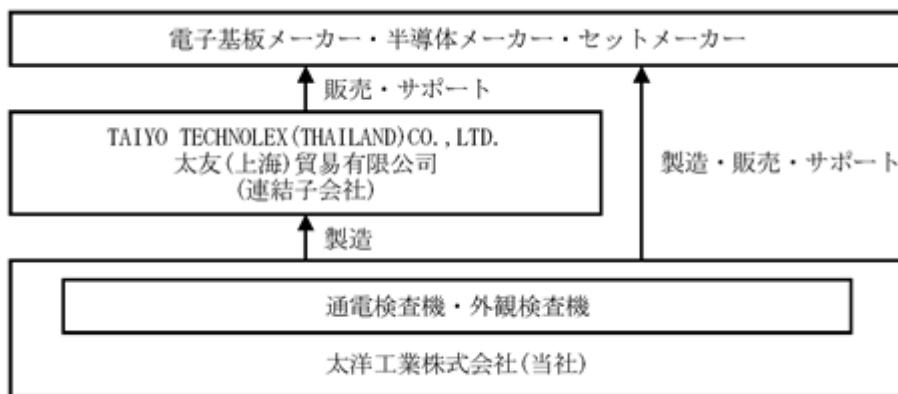 電子基板メーカー・半導体メーカー・セットメーカー
販売・サポート
TAIYO TECHNOLEX(THAILAND)CO.,LTD.
太友(上海)貿易有限公司
(連結子会社)
製造・販売・サポート
製造
通電検査機・外観検査機
太洋工業株式会社(当社)